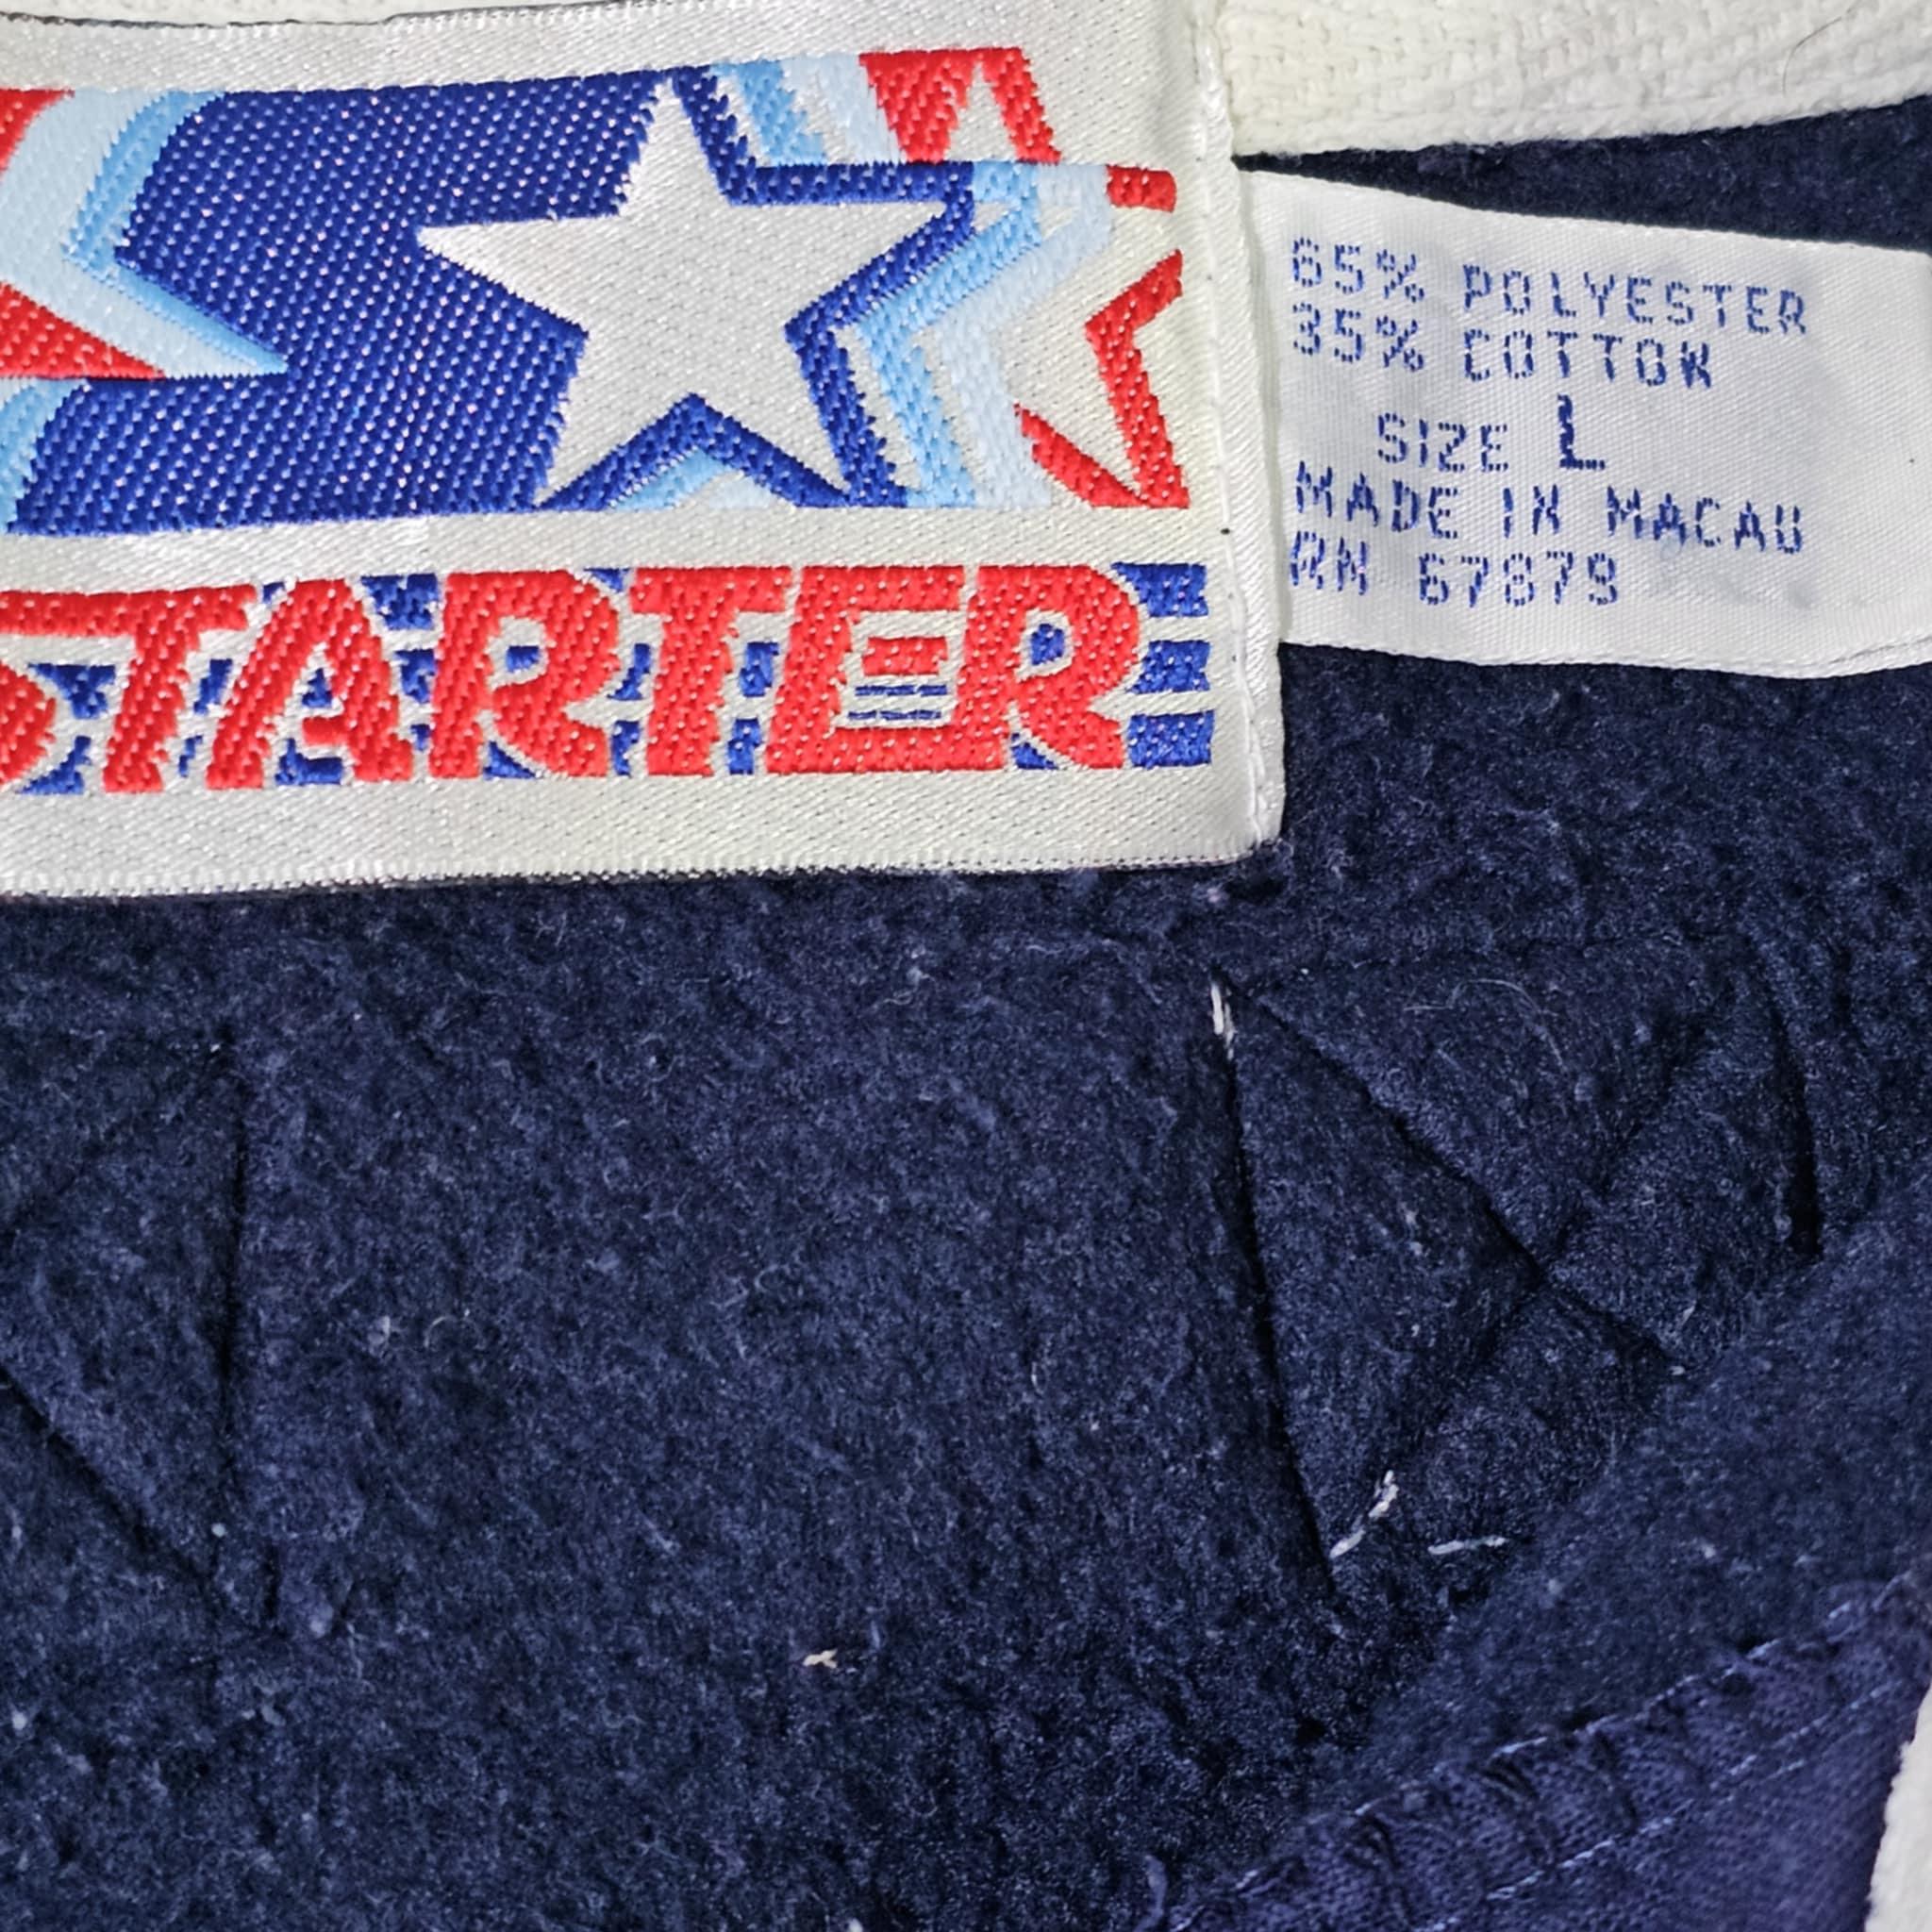 STARTER
65% POLYESTER
35% COTTON
SIZE L
MADE IN MACAU
RN 67879